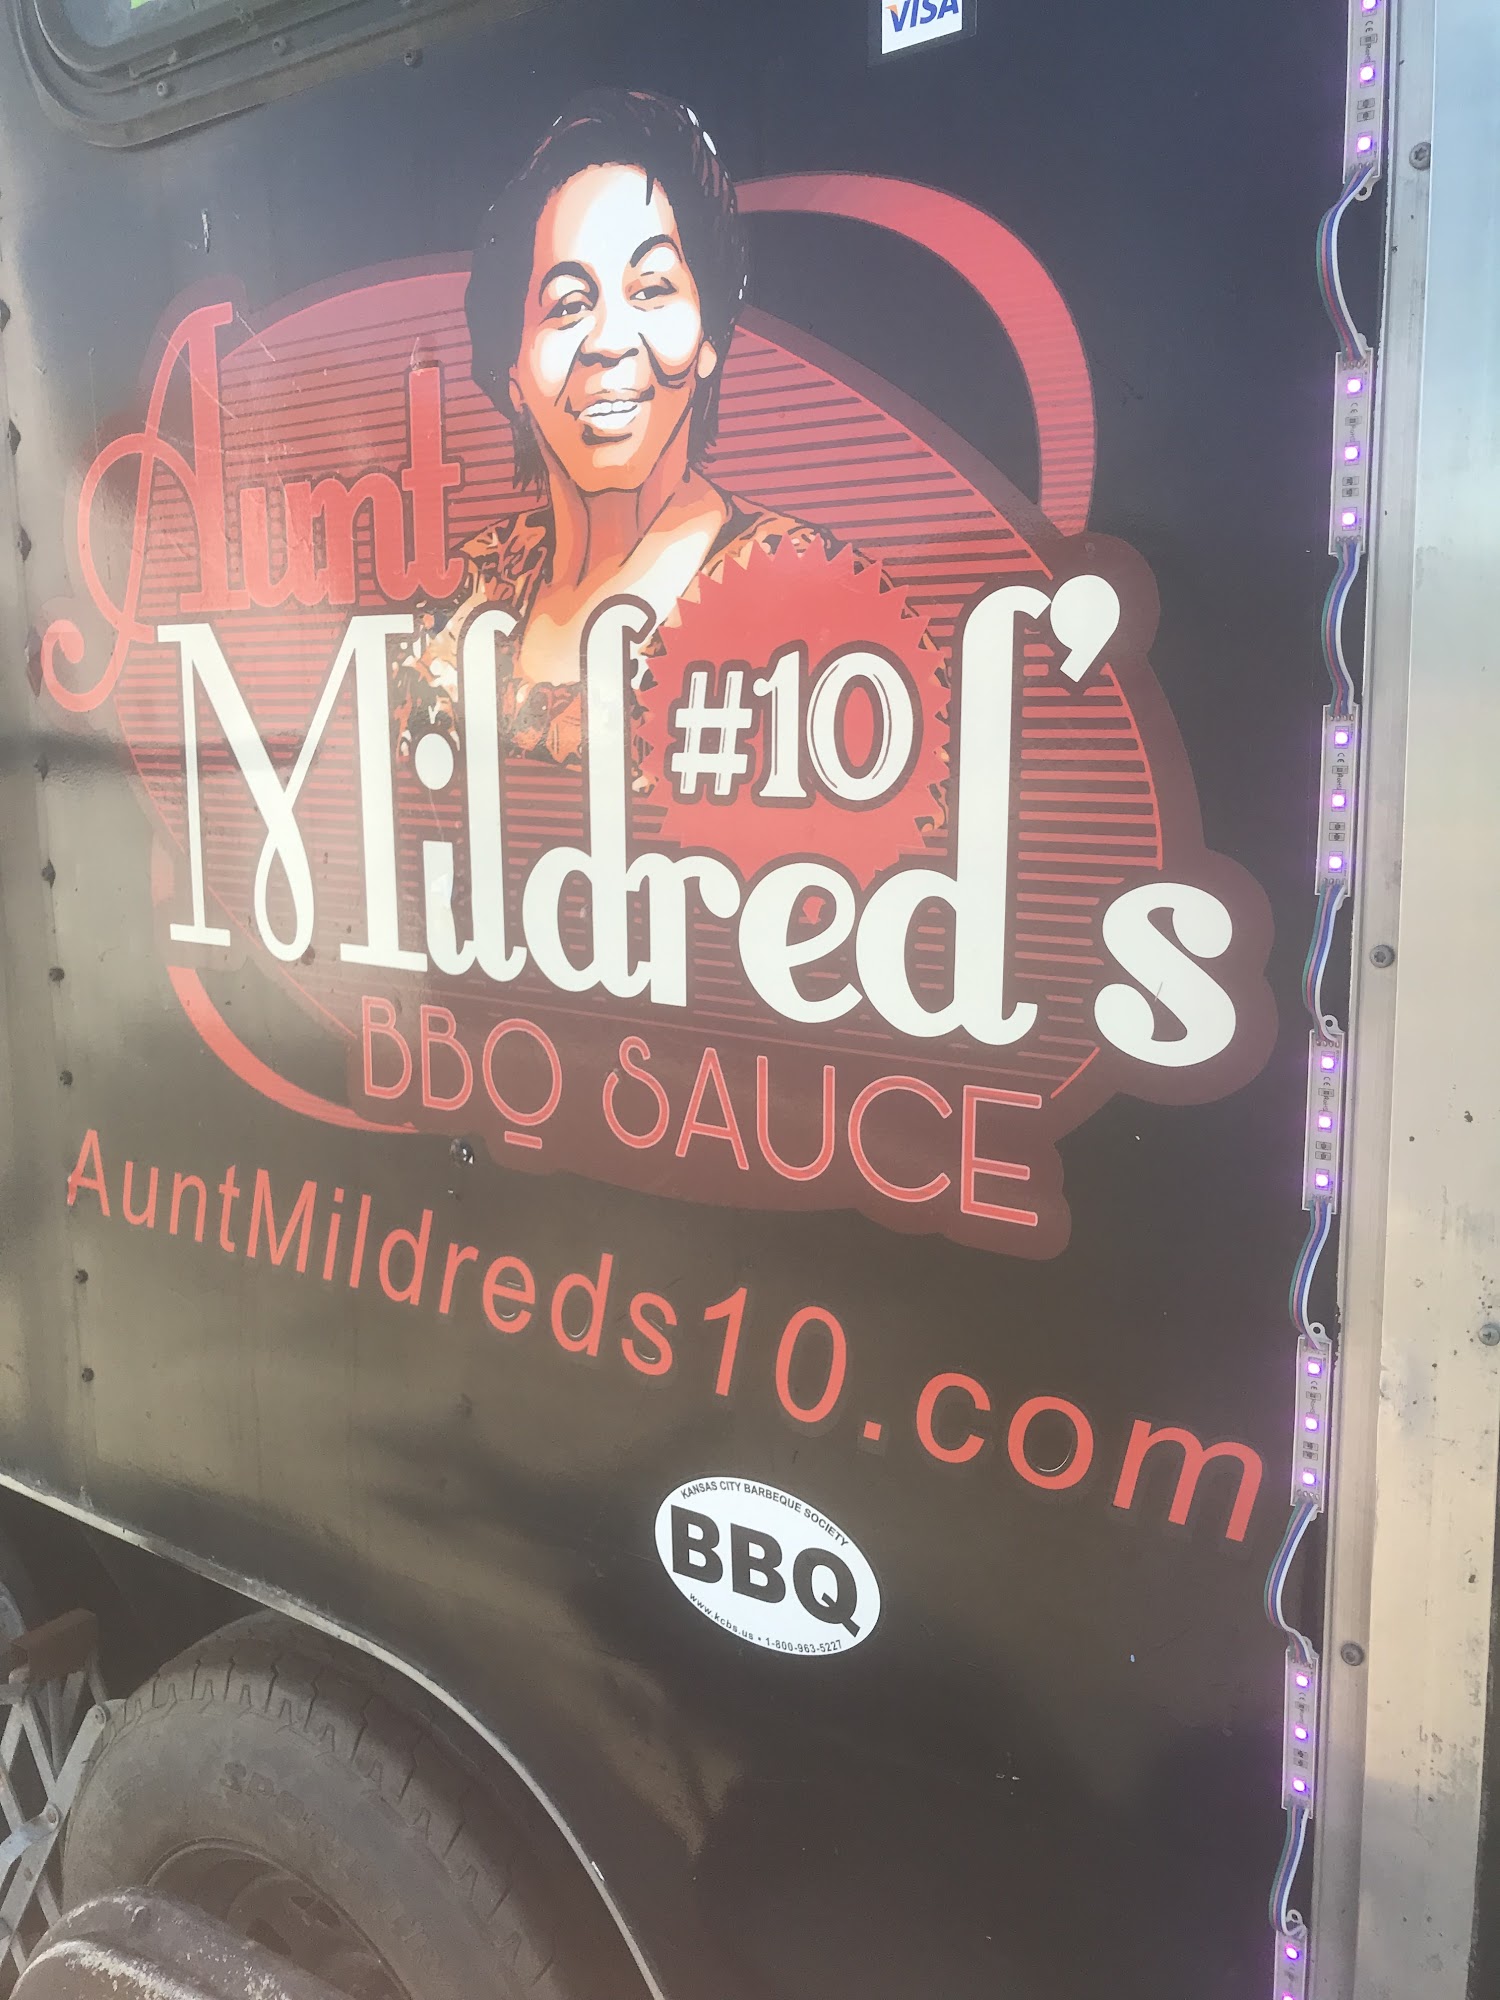 VISA
Aunt
Mildred's
#10
BBQ SAUCE
AuntMildreds10.com
KANSAS CITY BARBEQUE SOCIETY
BBQ
www.kcbs.us • 1-800-963-5227